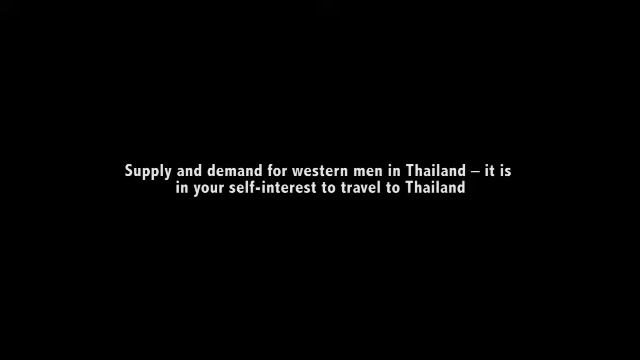 Supply and demand for western men in Thailand – it is
in your self-interest to travel to Thailand